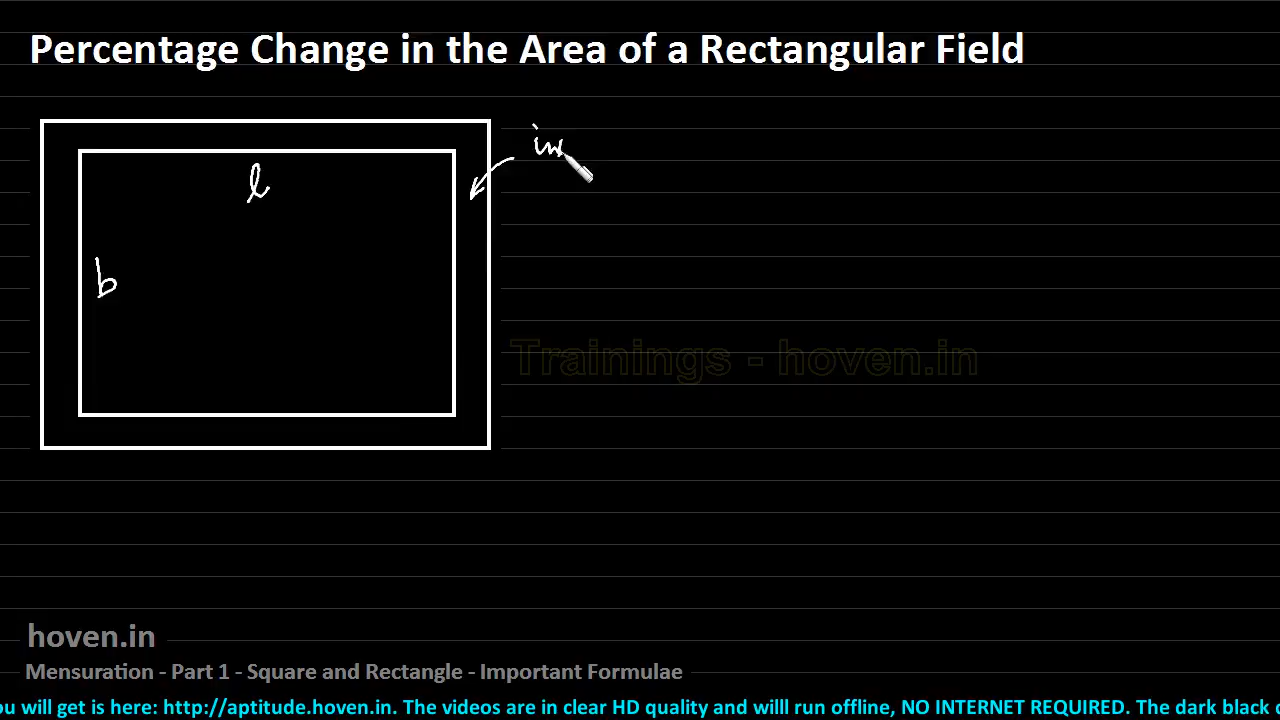 Percentage Change in the Area of a Rectangular Field
in
l
b
Trainings - hoven.in
hoven.in
Mensuration - Part 1 - Square and Rectangle - Important Formulae
ou will get is here: http://aptitude.hoven.in. The videos are in clear HD quality and willl run offline, NO INTERNET REQUIRED. The dark black